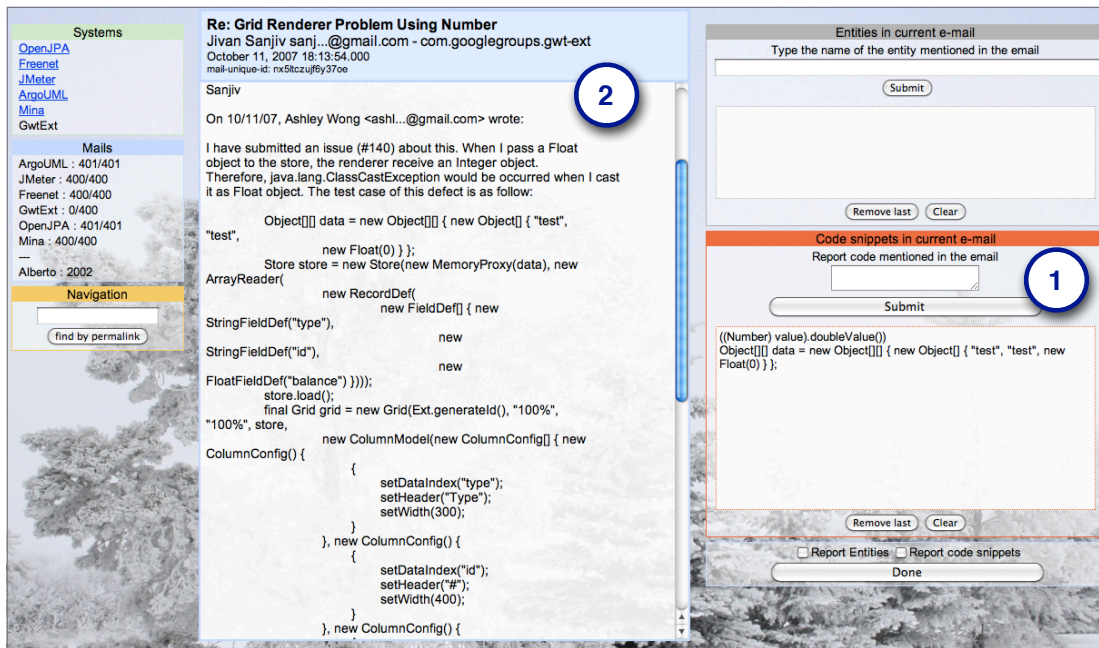 Systems
OpenJPA
Freenet
JMeter
ArgoUML
Mina
GwtExt
Mails
ArgoUML : 401/401
JMeter : 400/400
Freenet : 400/400
GwtExt : 0/400
OpenJPA : 401/401
Mina : 400/400
---
Alberto : 2002
Navigation
find by permalink
Re: Grid Renderer Problem Using Number
Jivan Sanjiv sanj...@gmail.com - com.googlegroups.gwt-ext
October 11, 2007 18:13:54.000
mail-unique-id: nx5ltczujf6y37oe
2
Sanjiv
On 10/11/07, Ashley Wong <ashl...@gmail.com> wrote:
I have submitted an issue (#140) about this. When I pass a Float
object to the store, the renderer receive an Integer object.
Therefore, java.lang.ClassCastException would be occurred when I cast
it as Float object. The test case of this defect is as follow:
Object[][] data = new Object[][] { new Object[] { "test",
"test",
new Float(0) } };
Store store = new Store(new MemoryProxy(data), new
ArrayReader(
new RecordDef(
new FieldDef[] { new
StringFieldDef("type"),
new
StringFieldDef("id"),
new
FloatFieldDef("balance") })));
store.load();
final Grid grid = new Grid(Ext.generateId(), "100%",
"100%", store,
new ColumnModel(new ColumnConfig[] { new
ColumnConfig() {
{
setDataIndex("type");
setHeader("Type");
setWidth(300);
}
}, new ColumnConfig() {
{
setDataIndex("id");
setHeader("#");
setWidth(400);
}
}, new ColumnConfig() {
Entities in current e-mail
Type the name of the entity mentioned in the email
Submit
Remove last Clear
Code snippets in current e-mail
Report code mentioned in the email
1
Submit
((Number) value).doubleValue())
Object[][] data = new Object[][] { new Object[] { "test", "test", new
Float(0) } };
Remove last Clear
Report Entities Report code snippets
Done